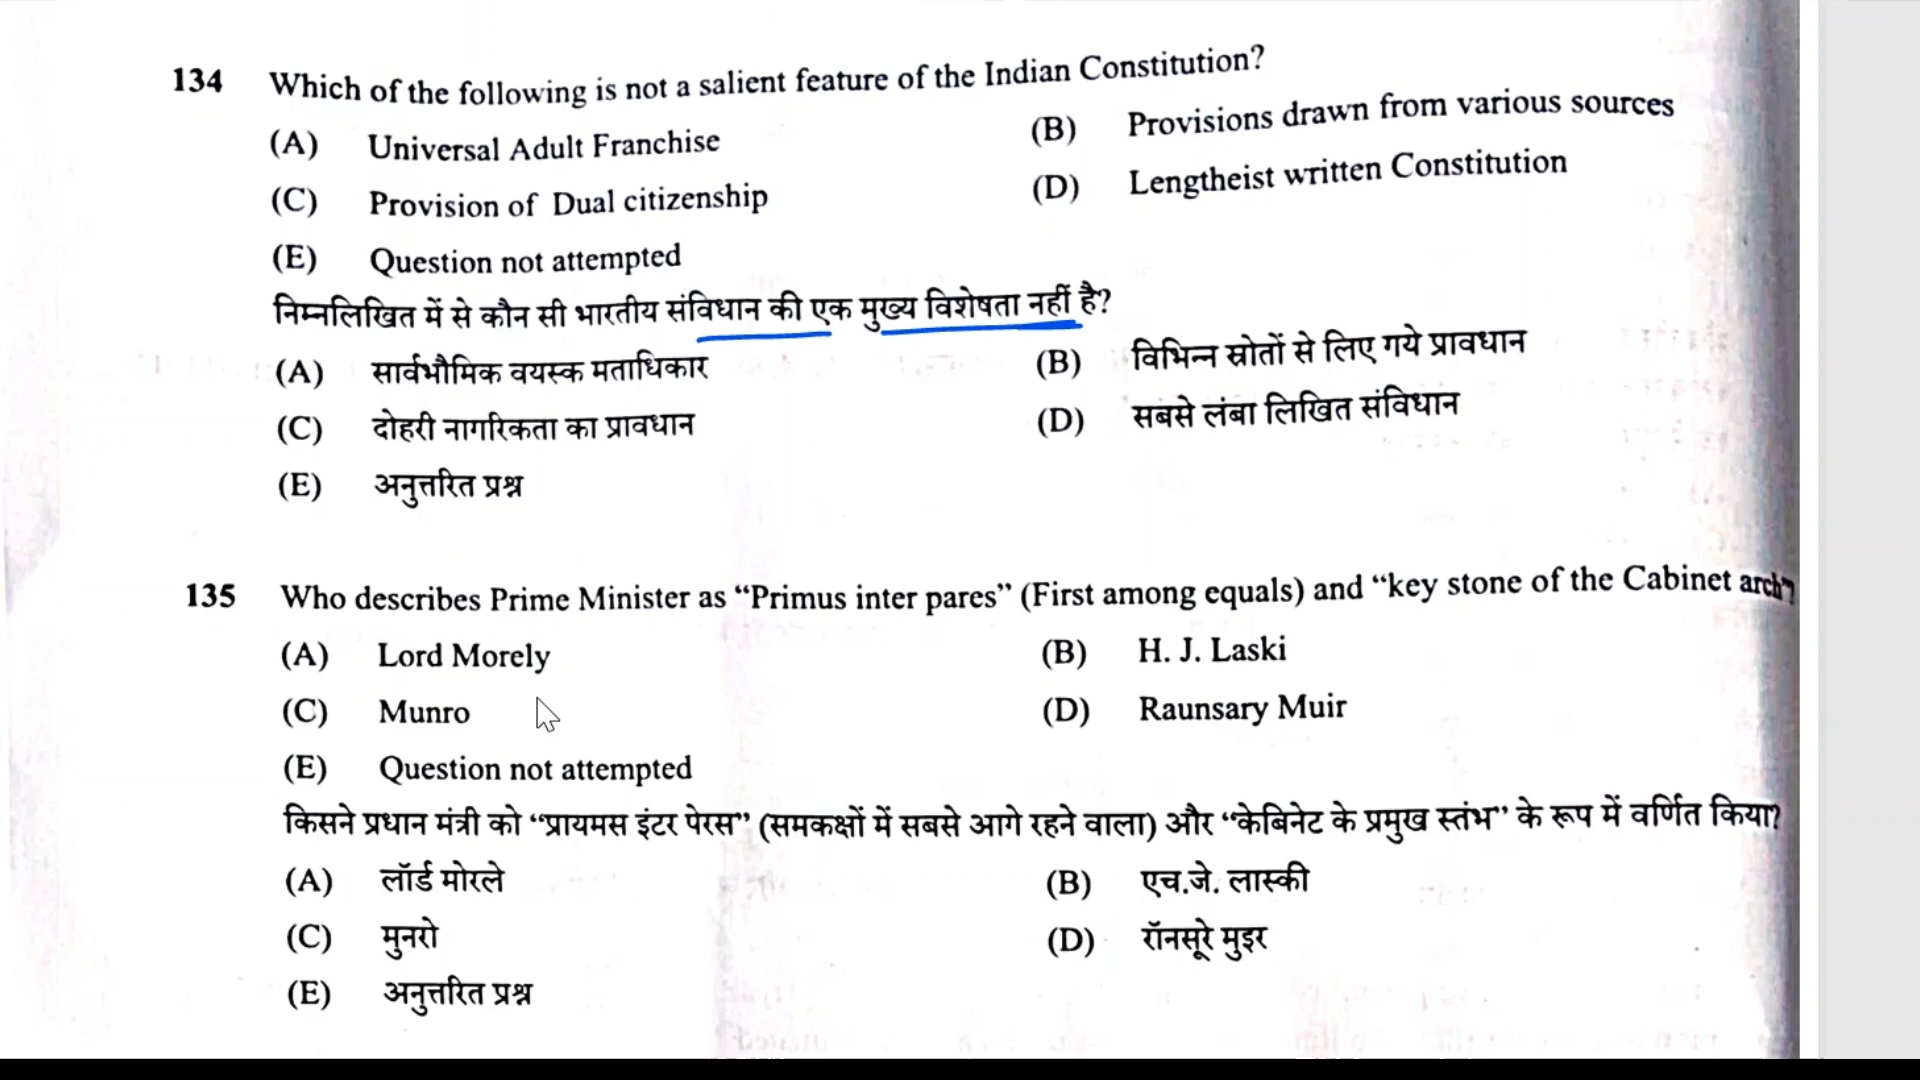 134 Which of the following is not a salient feature of the Indian Constitution?
(A) Universal Adult Franchise (B) Provisions drawn from various sources
(C) Provision of Dual citizenship (D) Lengtheist written Constitution
(E) Question not attempted
निम्नलिखित में से कौन सी भारतीय संविधान की एक मुख्य विशेषता नहीं है?
(A) सार्वभौमिक वयस्क मताधिकार (B) विभिन्न स्रोतों से लिए गये प्रावधान
(C) दोहरी नागरिकता का प्रावधान (D) सबसे लंबा लिखित संविधान
(E) अनुत्तरित प्रश्न
135 Who describes Prime Minister as “Primus inter pares” (First among equals) and “key stone of the Cabinet arch”?
(A) Lord Morely (B) H. J. Laski
(C) Munro (D) Raunsary Muir
(E) Question not attempted
किसने प्रधान मंत्री को “प्रायमस इंटर पेरस” (समकक्षों में सबसे आगे रहने वाला) और “केबिनेट के प्रमुख स्तंभ” के रूप में वर्णित किया?
(A) लॉर्ड मोरले (B) एच.जे. लास्की
(C) मुनरो (D) रॉनसूरे मुइर
(E) अनुत्तरित प्रश्न